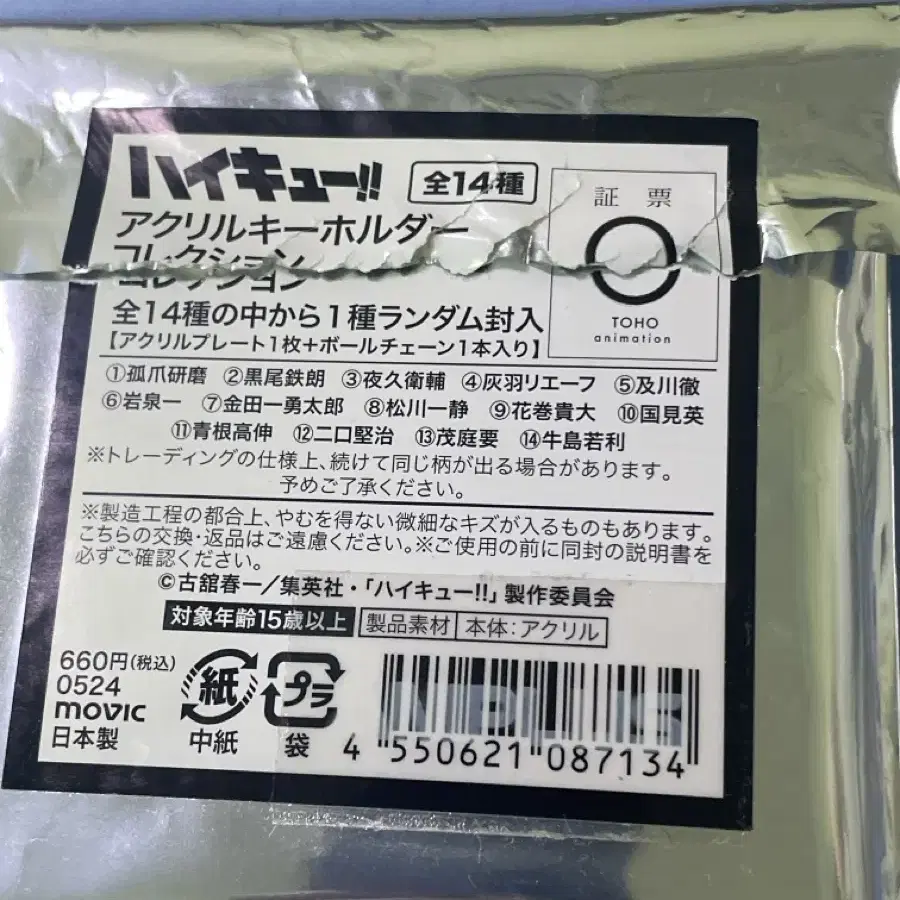 ハイキュー!! 全14種
アクリルキーホルダー
コレクション
全14種の中から1種ランダム封入
【アクリルプレート1枚+ボールチェーン1本入り】
証票
TOHO
animation
①孤爪研磨 ②黒尾鉄朗 ③夜久衛輔 ④灰羽リエーフ ⑤及川徹
⑥岩泉一 ⑦金田一勇太郎 ⑧松川一静 ⑨花巻貴大 ⑩国見英
⑪青根高伸 ⑫二口堅治 ⑬茂庭要 ⑭牛島若利
※トレーディングの仕様上、続けて同じ柄が出る場合があります。
予めご了承ください。
※製造工程の都合上、やむを得ない微細なキズが入るものもあります。
こちらの交換・返品はご遠慮ください。※ご使用の前に同封の説明書を
必ずご確認ください。
©古舘春一/集英社・「ハイキュー!!」製作委員会
対象年齢15歳以上 製品素材 本体:アクリル
660円(税込)
0524
movic
日本製
紙
中紙
プラ
袋
4 550621 087134